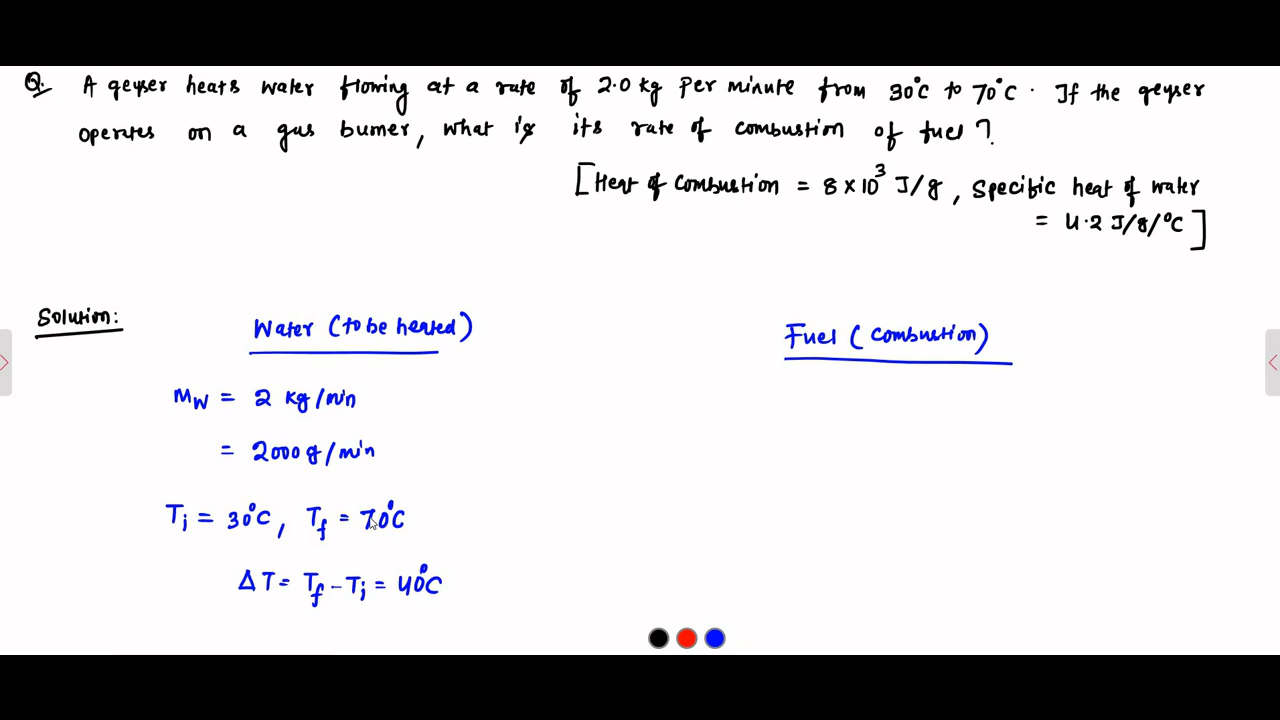 Q. A geyser heats water flowing at a rate of 2.0 kg per minute from 30°C to 70°C. If the geyser
operates on a gas burner, what is its rate of combustion of fuel?
[Heat of combustion = 8 × 10³ J/g, Specific heat of water
= 4.2 J/g/°C]
Solution:
Water (to be heated)
Fuel (Combustion)
Mw = 2 kg/min
= 2000 g/min
Ti = 30°C, Tf = 70°C
ΔT = Tf - Ti = 40°C